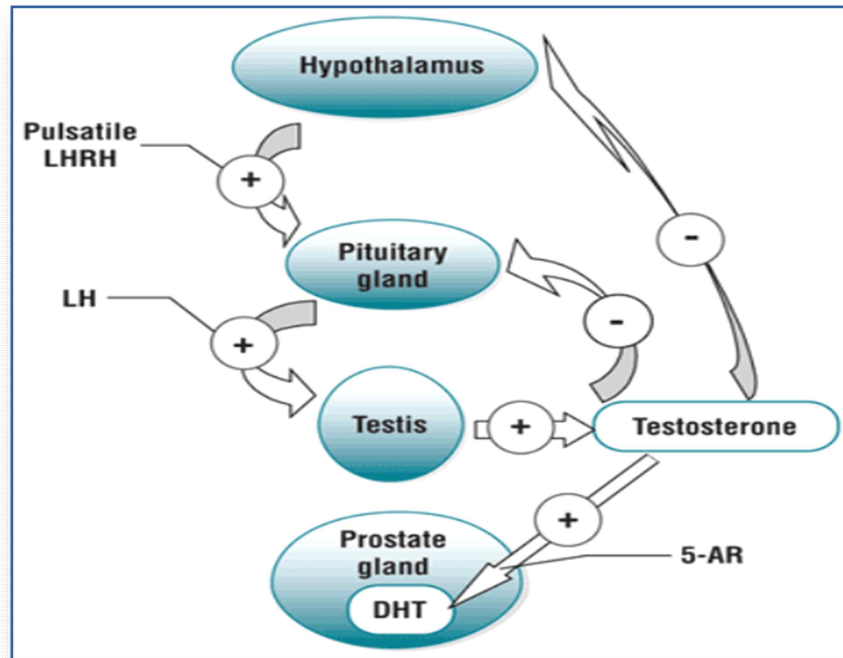 Hypothalamus
Pulsatile
LHRH
+
-
Pituitary
gland
LH
+
-
Testis
+
Testosterone
+
Prostate
gland
5-AR
DHT